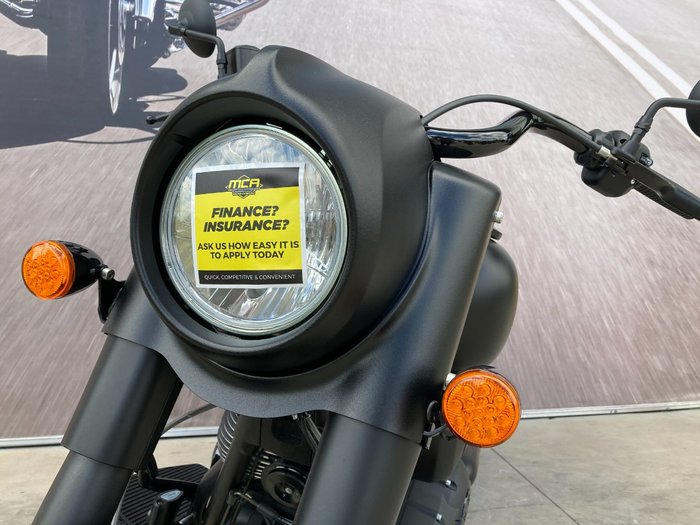 MCA
FINANCE?
INSURANCE?
ASK US HOW EASY IT IS
TO APPLY TODAY
QUICK, COMPETITIVE & CONVENIENT